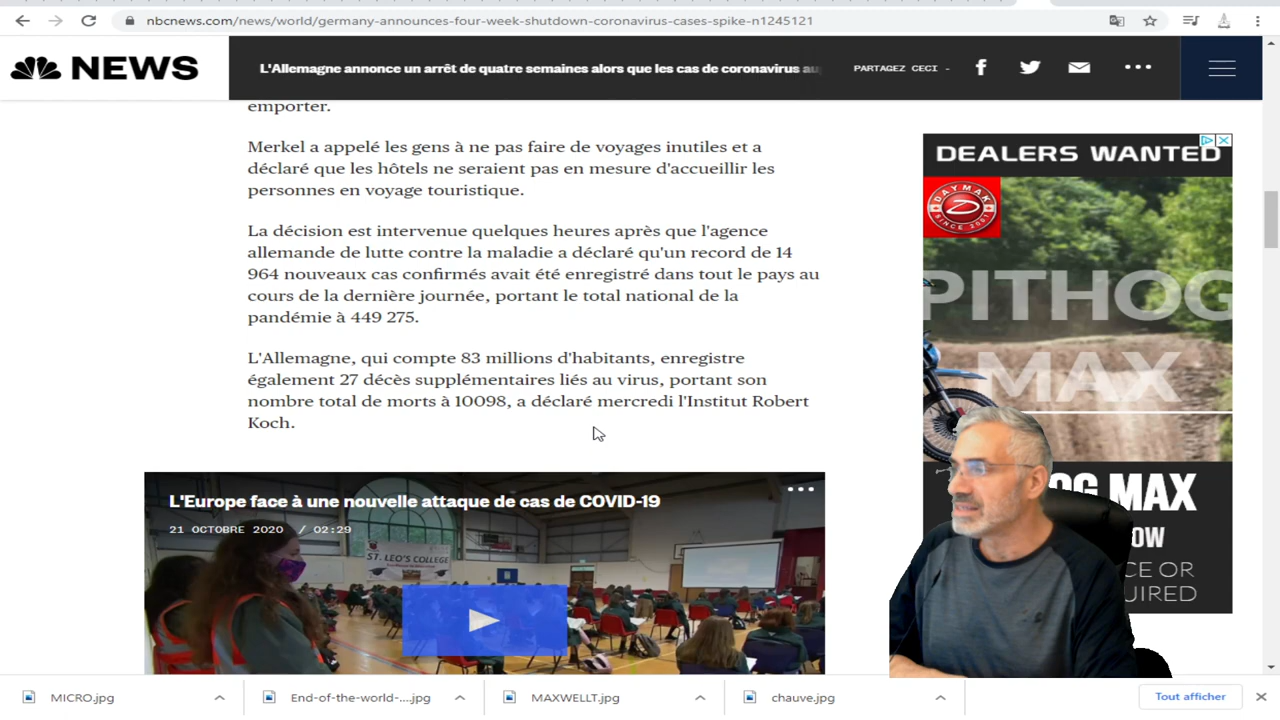 nbcnews.com/news/world/germany-announces-four-week-shutdown-coronavirus-cases-spike-n1245121
NEWS
L'Allemagne annonce un arrêt de quatre semaines alors que les cas de coronavirus au
PARTAGEZ CECI -
emporter.
Merkel a appelé les gens à ne pas faire de voyages inutiles et a
déclaré que les hôtels ne seraient pas en mesure d'accueillir les
personnes en voyage touristique.
La décision est intervenue quelques heures après que l'agence
allemande de lutte contre la maladie a déclaré qu'un record de 14
964 nouveaux cas confirmés avait été enregistré dans tout le pays au
cours de la dernière journée, portant le total national de la
pandémie à 449 275.
L'Allemagne, qui compte 83 millions d'habitants, enregistre
également 27 décès supplémentaires liés au virus, portant son
nombre total de morts à 10098, a déclaré mercredi l'Institut Robert
Koch.
L'Europe face à une nouvelle attaque de cas de COVID-19
21 OCTOBRE 2020 / 02:29
ST. LEO'S COLLEGE
DEALERS WANTED
DAYMAK
SINCE 2001
PITHOG
MAX
OG MAX
OW
CE OR
UIRED
MICRO.jpg
End-of-the-world-....jpg
MAXWELLT.jpg
chauve.jpg
Tout afficher